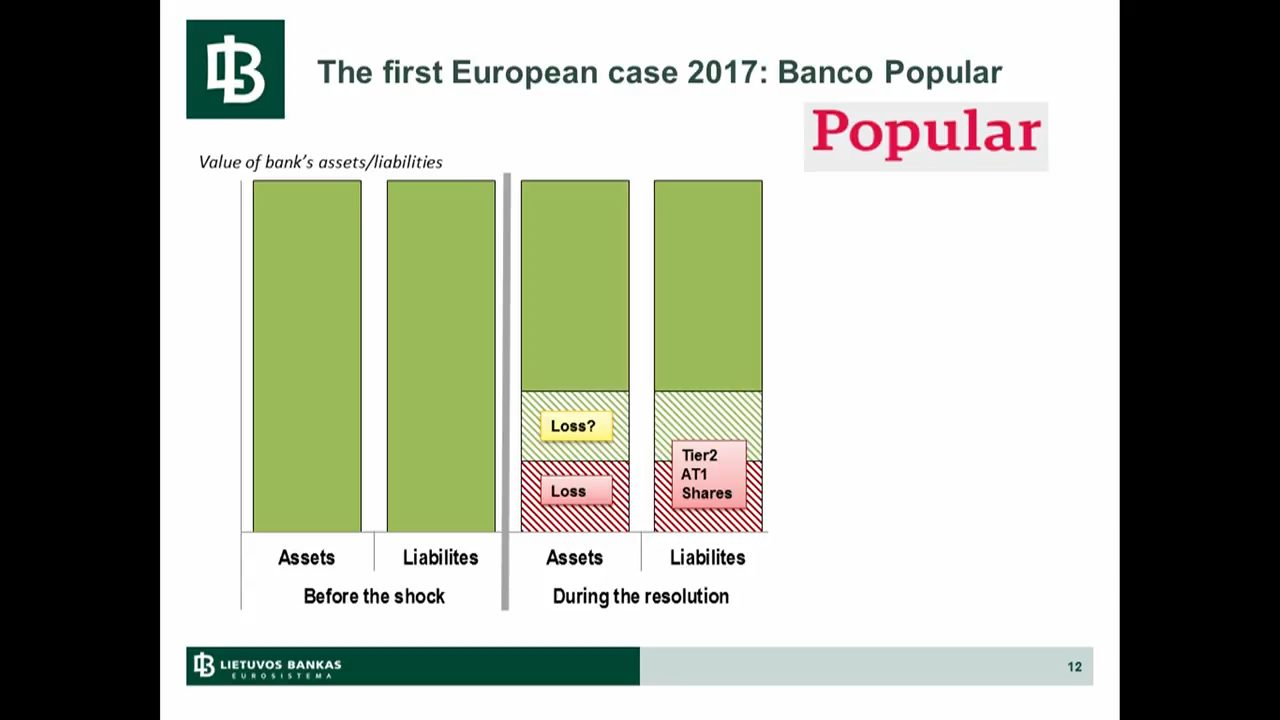 The first European case 2017: Banco Popular
Popular
Value of bank's assets/liabilities
Loss?
Loss
Tier2
AT1
Shares
Assets
Liabilites
Assets
Liabilites
Before the shock
During the resolution
LIETUVOS BANKAS
EUROSISTEMA
12